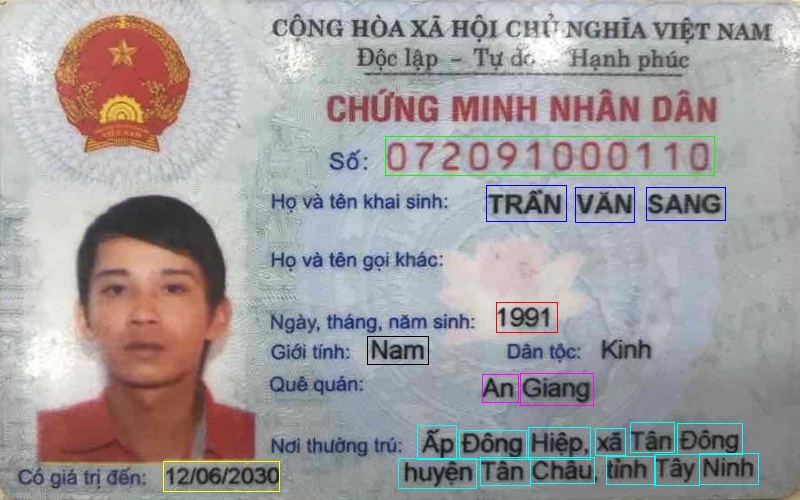 CỘNG HÒA XÃ HỘI CHỦ NGHĨA VIỆT NAM
Độc lập - Tự do Hạnh phúc
CHỨNG MINH NHÂN DÂN
Số: 072091000110
Họ và tên khai sinh: TRẦN VĂN SANG
Họ và tên gọi khác:
Ngày, tháng, năm sinh: 1991
Giới tính: Nam Dân tộc: Kinh
Quê quán: An Giang
Nơi thường trú: Ấp Đông Hiệp, xã Tân Đông
huyện Tân Châu, tỉnh Tây Ninh
Có giá trị đến: 12/06/2030